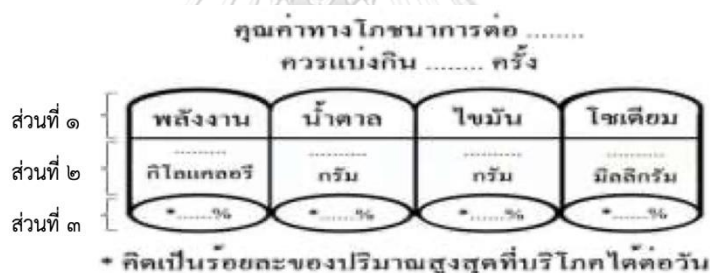 คุณค่าทางโภชนาการต่อ ........
ควรแบ่งกิน ........ ครั้ง
ส่วนที่ ๑ พลังงาน น้ำตาล ไขมัน โซเดียม
ส่วนที่ ๒ ......... กิโลแคลอรี ........... กรัม ........... กรัม ........... มิลลิกรัม
ส่วนที่ ๓ *......% *......% *......% *......%
* คิดเป็นร้อยละของปริมาณสูงสุดที่บริโภคได้ต่อวัน